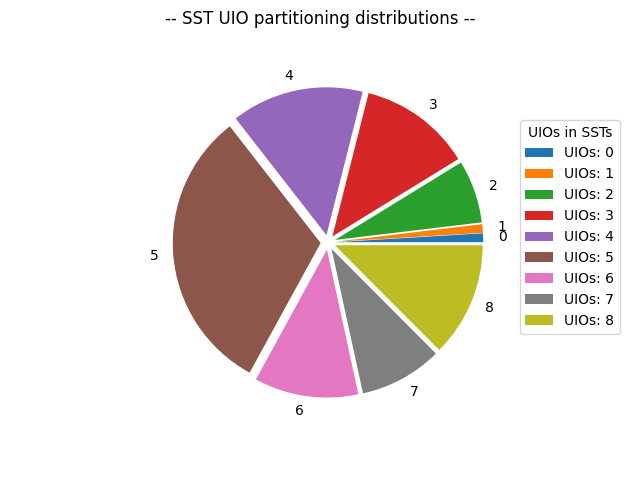 -- SST UIO partitioning distributions --
4
3
2
1
0
5
6
7
8
UIOs in SSTs
UIOs: 0
UIOs: 1
UIOs: 2
UIOs: 3
UIOs: 4
UIOs: 5
UIOs: 6
UIOs: 7
UIOs: 8